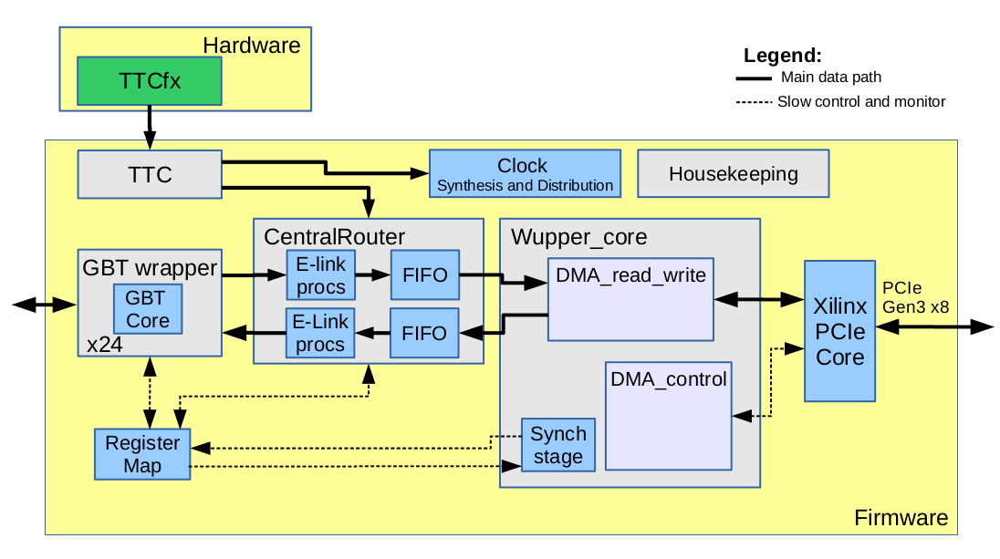 Hardware
TTCfx
Legend:
Main data path
Slow control and monitor
TTC
Clock
Synthesis and Distribution
Housekeeping
CentralRouter
Wupper_core
GBT wrapper
GBT
Core
x24
E-link
procs
FIFO
E-Link
procs
FIFO
DMA_read_write
DMA_control
Xilinx
PCIe
Core
PCIe
Gen3 x8
Register
Map
Synch
stage
Firmware